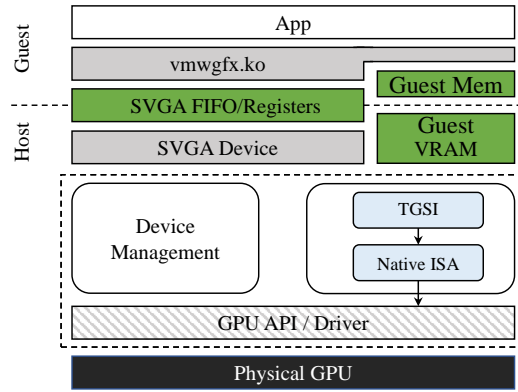 App
Guest
vmwgfx.ko
Guest Mem
SVGA FIFO/Registers
Host
Guest
VRAM
SVGA Device
Device
Management
TGSI
Native ISA
GPU API / Driver
Physical GPU